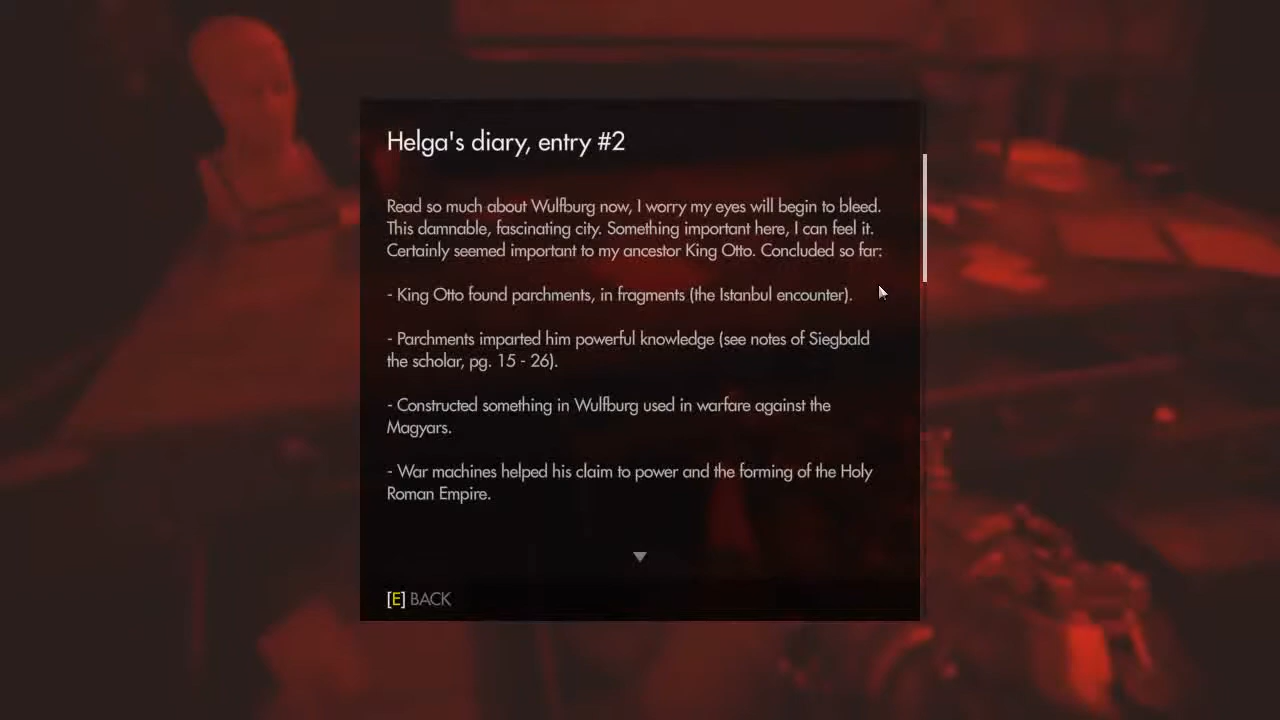 Helga's diary, entry #2
Read so much about Wulfburg now, I worry my eyes will begin to bleed.
This damnable, fascinating city. Something important here, I can feel it.
Certainly seemed important to my ancestor King Otto. Concluded so far:
- King Otto found parchments, in fragments (the Istanbul encounter).
- Parchments imparted him powerful knowledge (see notes of Siegbald
the scholar, pg. 15 - 26).
- Constructed something in Wulfburg used in warfare against the
Magyars.
- War machines helped his claim to power and the forming of the Holy
Roman Empire.
[E] BACK